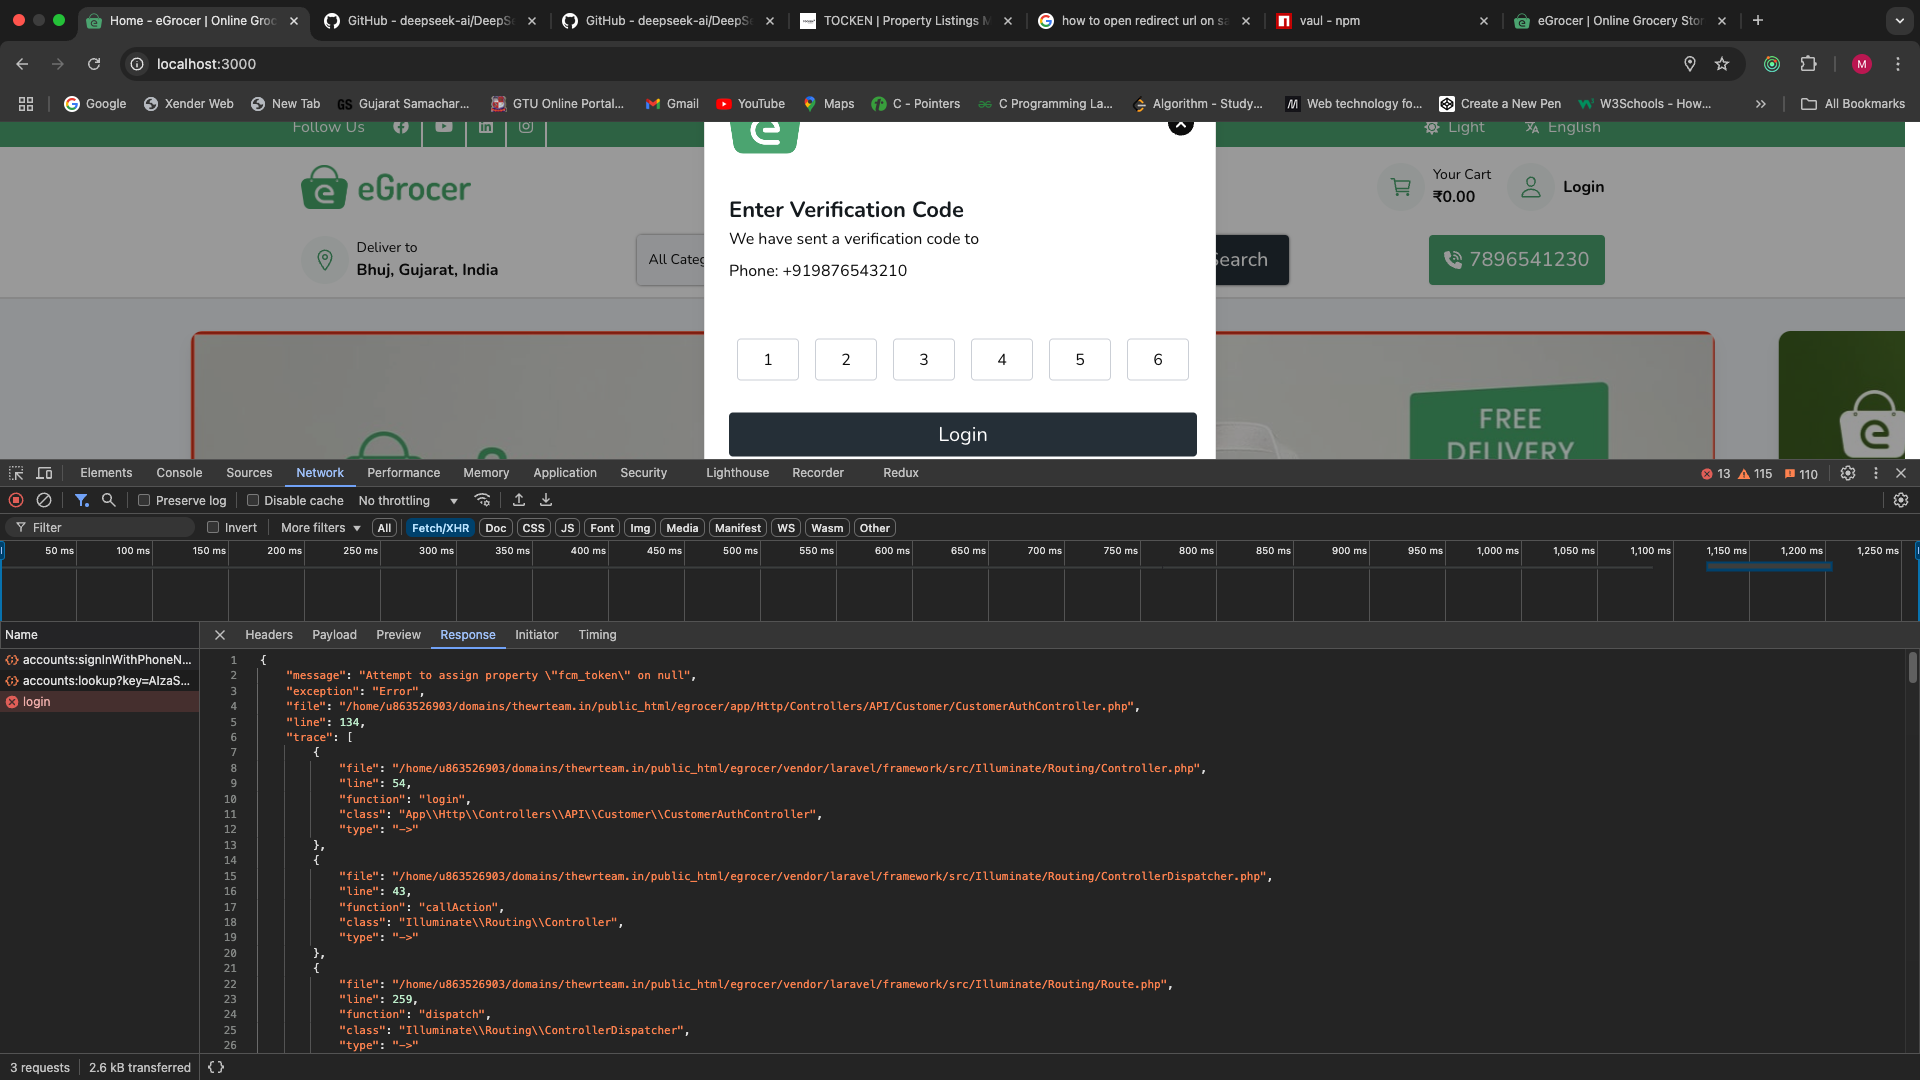 Home - eGrocer | Online Groc
GitHub - deepseek-ai/DeepSe
GitHub - deepseek-ai/DeepSe
TOCKEN | Property Listings M
how to open redirect url on sa
vaul - npm
eGrocer | Online Grocery Stor
localhost:3000
M
Google
Xender Web
New Tab
GS Gujarat Samachar...
GTU Online Portal...
Gmail
YouTube
Maps
C - Pointers
C Programming La...
Algorithm - Study...
Web technology fo...
Create a New Pen
W3Schools - How...
All Bookmarks
Follow Us
Light
English
eGrocer
Your Cart
₹0.00
Login
Deliver to
Bhuj, Gujarat, India
All Categ
Search
7896541230
Enter Verification Code
We have sent a verification code to
Phone: +919876543210
1 2 3 4 5 6
Login
FREE
DELIVERY
Elements Console Sources Network Performance Memory Application Security Lighthouse Recorder Redux
13 115 110
Preserve log Disable cache No throttling
Filter Invert More filters All Fetch/XHR Doc CSS JS Font Img Media Manifest WS Wasm Other
50 ms 100 ms 150 ms 200 ms 250 ms 300 ms 350 ms 400 ms 450 ms 500 ms 550 ms 600 ms 650 ms 700 ms 750 ms 800 ms 850 ms 900 ms 950 ms 1,000 ms 1,050 ms 1,100 ms 1,150 ms 1,200 ms 1,250 ms
Name
accounts:signInWithPhoneN...
accounts:lookup?key=AIzaS...
login
Headers Payload Preview Response Initiator Timing
1 {
2 "message": "Attempt to assign property \"fcm_token\" on null",
3 "exception": "Error",
4 "file": "/home/u863526903/domains/thewrteam.in/public_html/egrocer/app/Http/Controllers/API/Customer/CustomerAuthController.php",
5 "line": 134,
6 "trace": [
7 {
8 "file": "/home/u863526903/domains/thewrteam.in/public_html/egrocer/vendor/laravel/framework/src/Illuminate/Routing/Controller.php",
9 "line": 54,
10 "function": "login",
11 "class": "App\\Http\\Controllers\\API\\Customer\\CustomerAuthController",
12 "type": "->"
13 },
14 {
15 "file": "/home/u863526903/domains/thewrteam.in/public_html/egrocer/vendor/laravel/framework/src/Illuminate/Routing/ControllerDispatcher.php",
16 "line": 43,
17 "function": "callAction",
18 "class": "Illuminate\\Routing\\Controller",
19 "type": "->"
20 },
21 {
22 "file": "/home/u863526903/domains/thewrteam.in/public_html/egrocer/vendor/laravel/framework/src/Illuminate/Routing/Route.php",
23 "line": 259,
24 "function": "dispatch",
25 "class": "Illuminate\\Routing\\ControllerDispatcher",
26 "type": "->"
3 requests 2.6 kB transferred {}